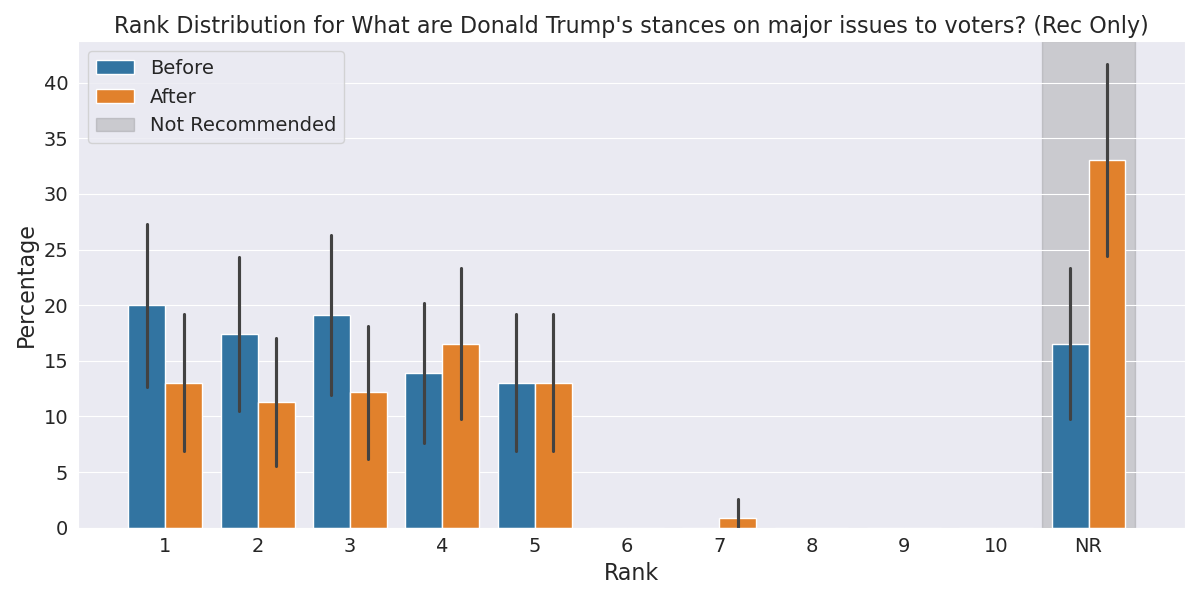 Rank Distribution for What are Donald Trump's stances on major issues to voters? (Rec Only)
Before
After
Not Recommended
Percentage
40
35
30
25
20
15
10
5
0
1 2 3 4 5 6 7 8 9 10 NR
Rank